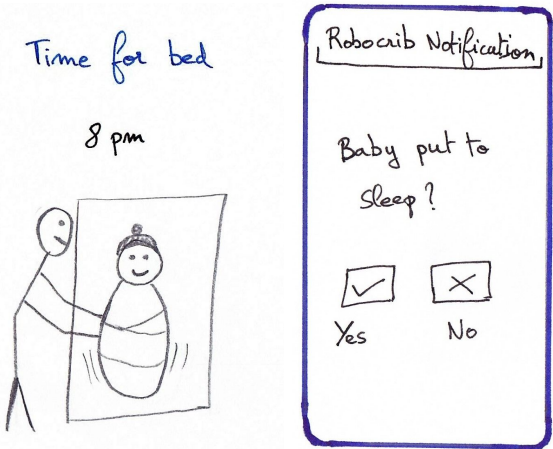 Time for bed
8 pm
Robocrib Notification
Baby put to
sleep?
Yes
No